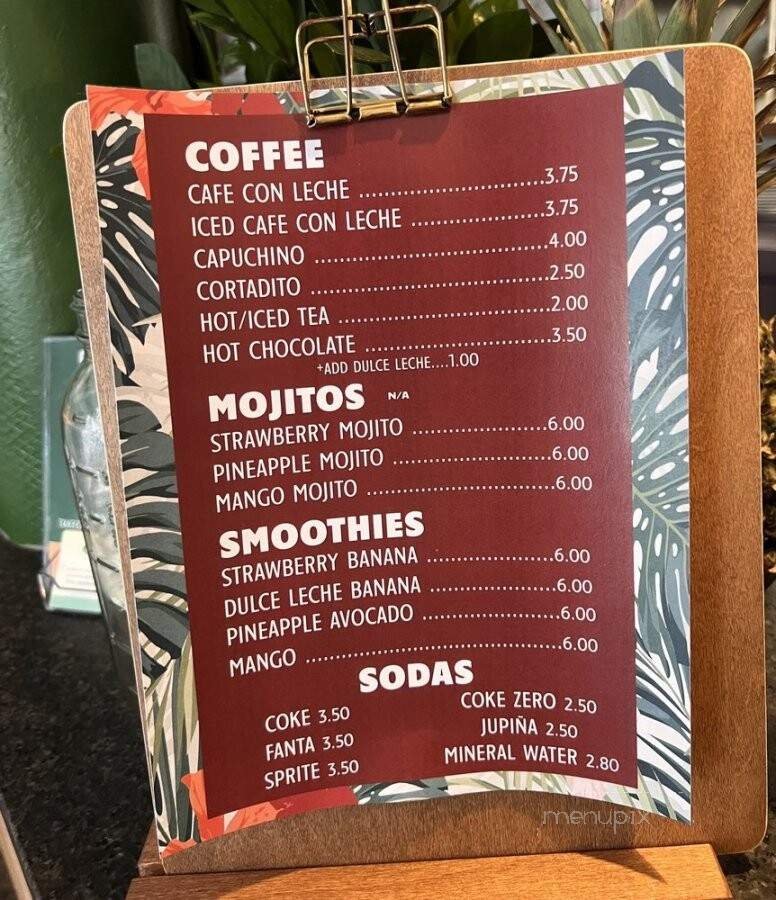 COFFEE
CAFE CON LECHE ..............................3.75
ICED CAFE CON LECHE ......................3.75
CAPUCHINO ......................................4.00
CORTADITO ........................................2.50
HOT/ICED TEA ...................................2.00
HOT CHOCOLATE ...............................3.50
+ADD DULCE LECHE....1.00
MOJITOS N/A
STRAWBERRY MOJITO ......................6.00
PINEAPPLE MOJITO ..........................6.00
MANGO MOJITO ..............................6.00
SMOOTHIES
STRAWBERRY BANANA ....................6.00
DULCE LECHE BANANA ....................6.00
PINEAPPLE AVOCADO ......................6.00
MANGO .........................................6.00
SODAS
COKE 3.50
FANTA 3.50
SPRITE 3.50
COKE ZERO 2.50
JUPIÑA 2.50
MINERAL WATER 2.80
menupix